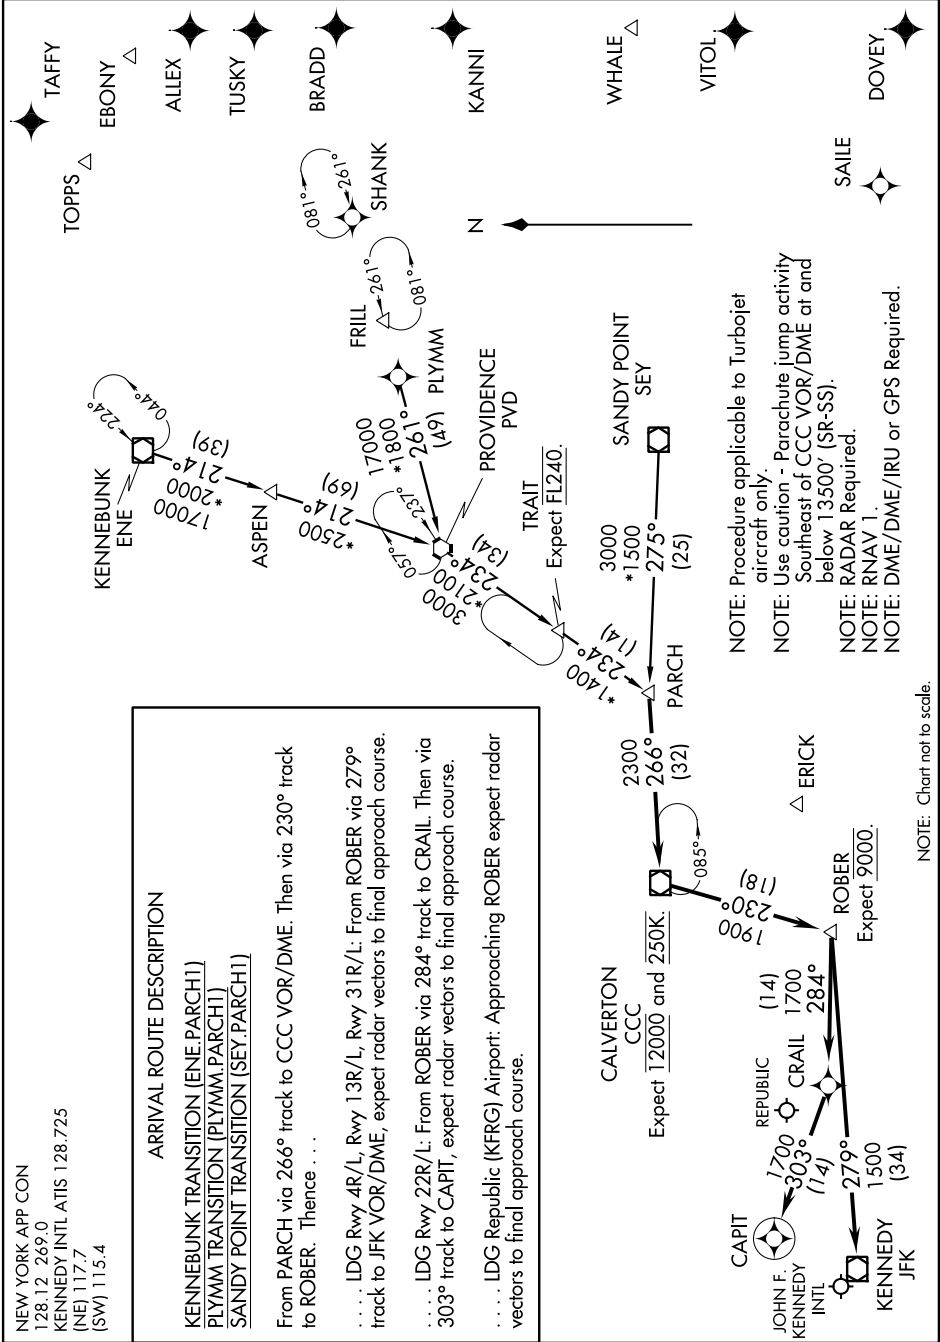 NEW YORK APP CON
128.12 269.0
KENNEDY INTL ATIS 128.725
(NE) 117.7
(SW) 115.4
ARRIVAL ROUTE DESCRIPTION
KENNEBUNK TRANSITION (ENE.PARCH1)
PLYMM TRANSITION (PLYMM.PARCH1)
SANDY POINT TRANSITION (SEY.PARCH1)
From PARCH via 266° track to CCC VOR/DME. Then via 230° track
to ROBER. Thence . . .
. . . . LDG Rwy 4R/L, Rwy 13R/L, Rwy 31R/L: From ROBER via 279°
track to JFK VOR/DME, expect radar vectors to final approach course.
. . . . LDG Rwy 22R/L: From ROBER via 284° track to CRAIL. Then via
303° track to CAPIT, expect radar vectors to final approach course.
. . . . LDG Republic (KFRG) Airport: Approaching ROBER expect radar
vectors to final approach course.
TOPPS
TAFFY
EBONY
ALLEX
TUSKY
BRADD
KANNI
WHALE
VITOL
DOVEY
SAILE
N
SHANK
081°
261°
FRILL
261°
081°
KENNEBUNK
ENE
224°
044°
17000
*2000
214°
(39)
ASPEN
*2500
214°
(69)
PLYMM
17000
*1800
261°
(49)
PROVIDENCE
PVD
237°
057°
3000
*2100
234°
(34)
TRAIT
Expect FL240.
*1400
234°
(14)
SANDY POINT
SEY
3000
*1500
275°
(25)
PARCH
2300
266°
(32)
085°
CALVERTON
CCC
Expect 12000 and 250K.
1900
230°
(18)
ERICK
ROBER
Expect 9000.
(14)
1700
284°
CRAIL
REPUBLIC
1700
303°
(14)
CAPIT
279°
1500
(34)
JOHN F.
KENNEDY
INTL
KENNEDY
JFK
NOTE: Procedure applicable to Turbojet
aircraft only.
NOTE: Use caution - Parachute jump activity
Southeast of CCC VOR/DME at and
below 13500' (SR-SS).
NOTE: RADAR Required.
NOTE: RNAV 1.
NOTE: DME/DME/IRU or GPS Required.
NOTE: Chart not to scale.